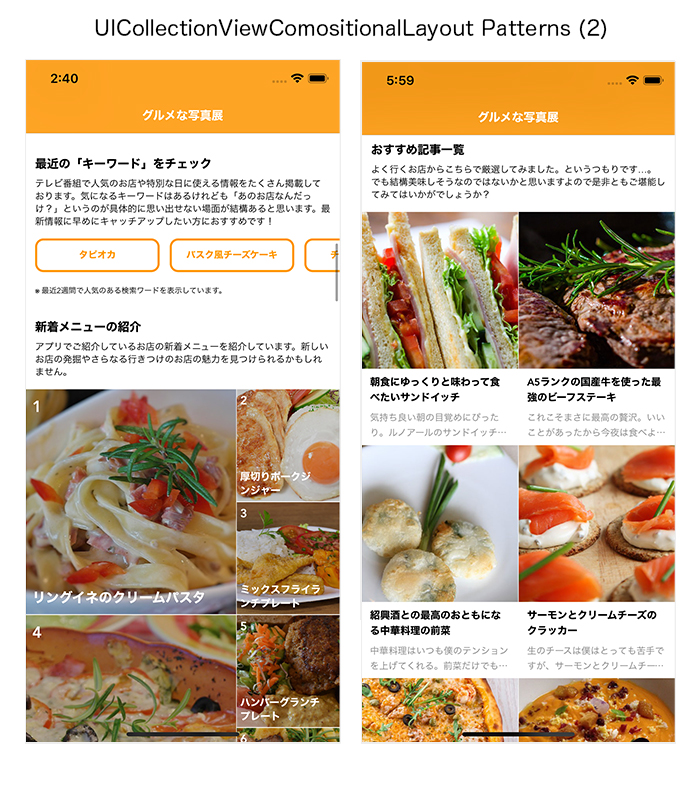 UICollectionViewComositionalLayout Patterns (2)
2:40
グルメな写真展
最近の「キーワード」をチェック
テレビ番組で人気のお店や特別な日に使える情報をたくさん掲載して
おります。気になるキーワードはあるけれども「あのお店なんだっ
け？」というのが具体的に思い出せない場面が結構あると思います。最
新情報に早めにキャッチアップしたい方におすすめです！
タピオカ
バスク風チーズケーキ
チ
※ 最近2週間で人気のある検索ワードを表示しています。
新着メニューの紹介
アプリでご紹介しているお店の新着メニューを紹介しています。新しい
お店の発掘やさらなる行きつけのお店の魅力を見つけられるかもしれ
ません。
1
リングイネのクリームパスタ
2
厚切りポークジ
ンジャー
3
ミックスフライラ
ンチプレート
4
5
ハンバーグランチ
プレート
6
5:59
グルメな写真展
おすすめ記事一覧
よく行くお店からこちらで厳選してみました。というつもりです…。
でも結構美味しそうなのではないかと思いますよので是非ともご堪能し
てみてはいかがでしょうか？
朝食にゆっくりと味わって食
べたいサンドイッチ
気持ち良い朝の目覚めにぴった
り。ルノアールのサンドイッチ…
A5ランクの国産牛を使った最
強のビーフステーキ
これこそまさに最高の贅沢。いい
ことがあったから今夜は食べよ…
紹興酒との最高のおともにな
る中華料理の前菜
中華料理はいつも僕のテンション
を上げてくれる。前菜だけでも…
サーモンとクリームチーズの
クラッカー
生のチースは僕はとっても苦手で
すが、サーモンとクリームチー…